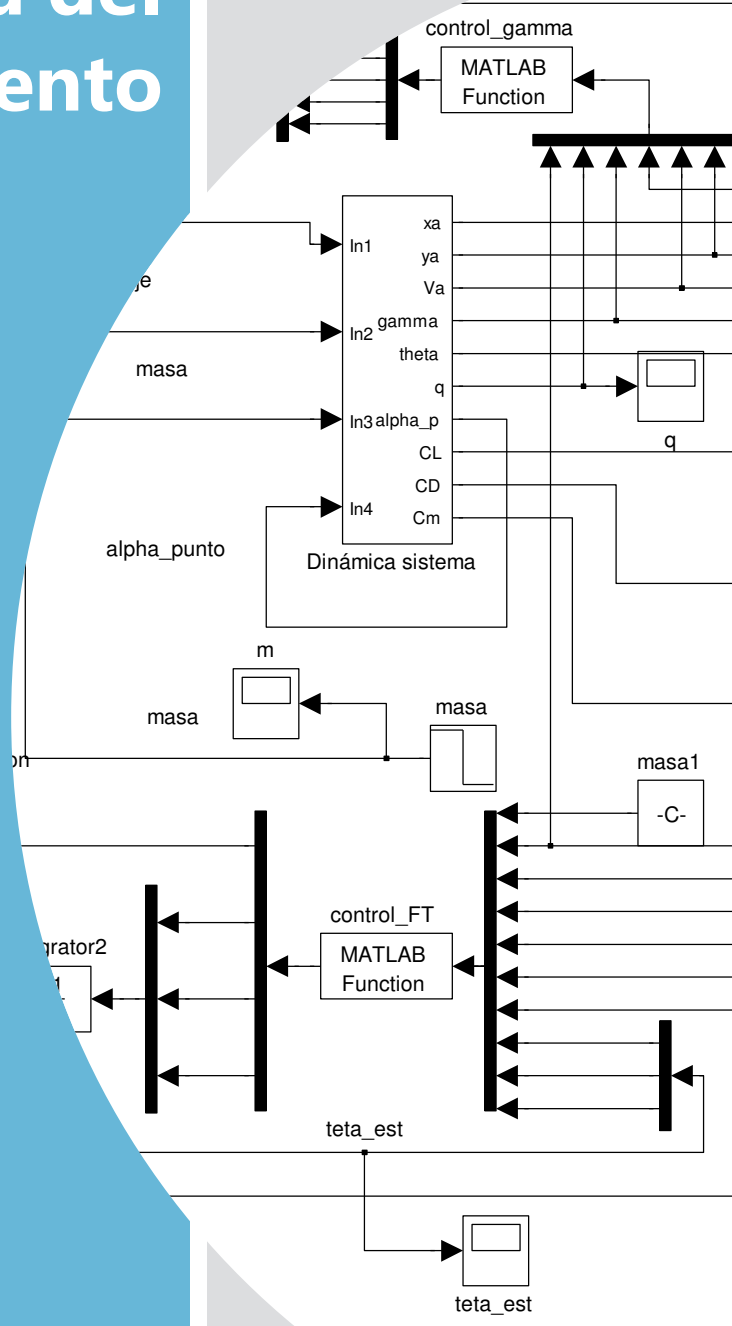 control_gamma
MATLAB
Function
xa
In1
ya
Va
In2
gamma
masa
theta
q
In3
alpha_p
q
CL
CD
In4
Cm
alpha_punto
Dinámica sistema
m
masa
masa
masa1
-C-
control_FT
MATLAB
Function
teta_est
teta_est